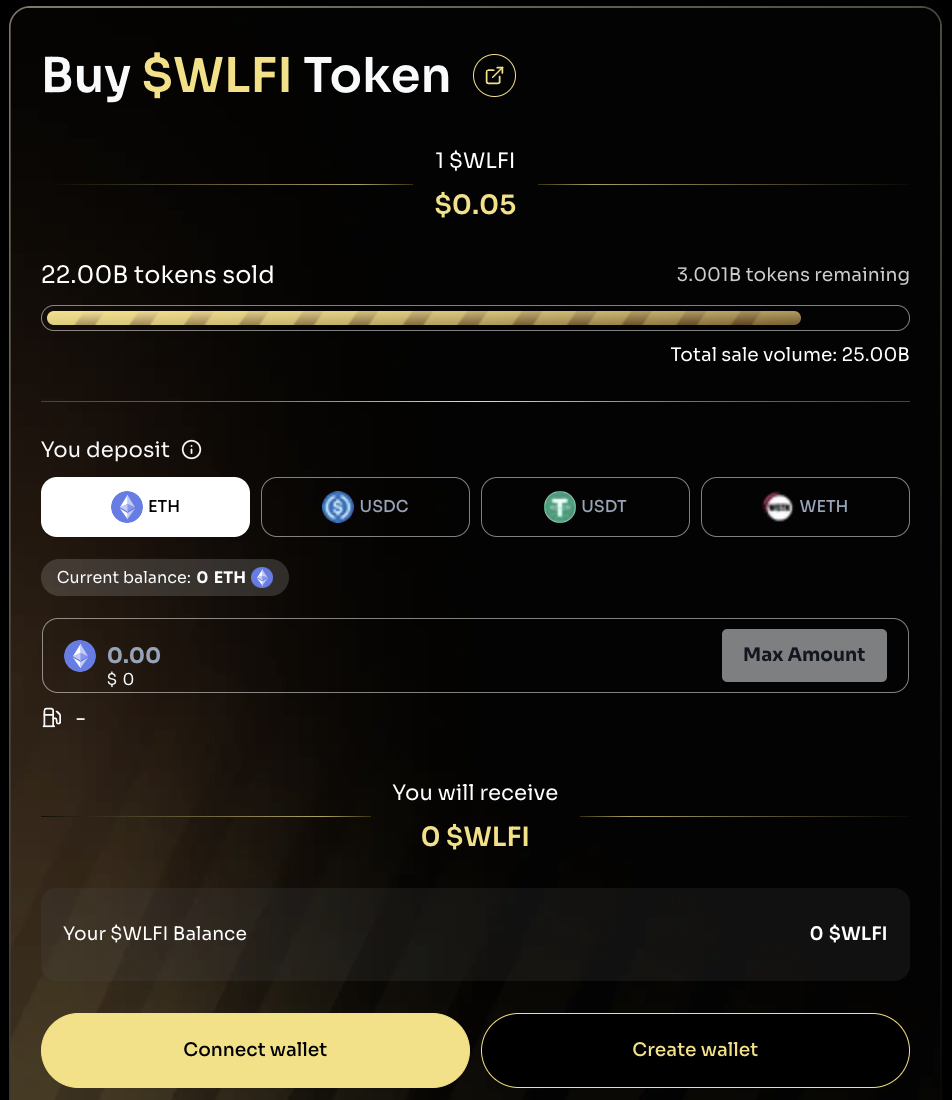 Buy $WLFI Token
1 $WLFI
$0.05
22.00B tokens sold
3.001B tokens remaining
Total sale volume: 25.00B
You deposit
ETH
USDC
USDT
WETH
Current balance: 0 ETH
0.00
$ 0
Max Amount
-
You will receive
0 $WLFI
Your $WLFI Balance
0 $WLFI
Connect wallet
Create wallet